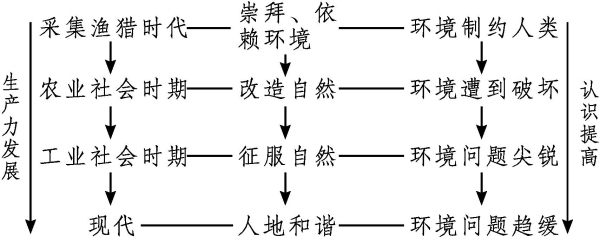 采集渔猎时代
崇拜、依
赖环境
环境制约人类
农业社会时期
改造自然
环境遭到破坏
工业社会时期
征服自然
环境问题尖锐
现代
人地和谐
环境问题趋缓
生产力发展
认识提高